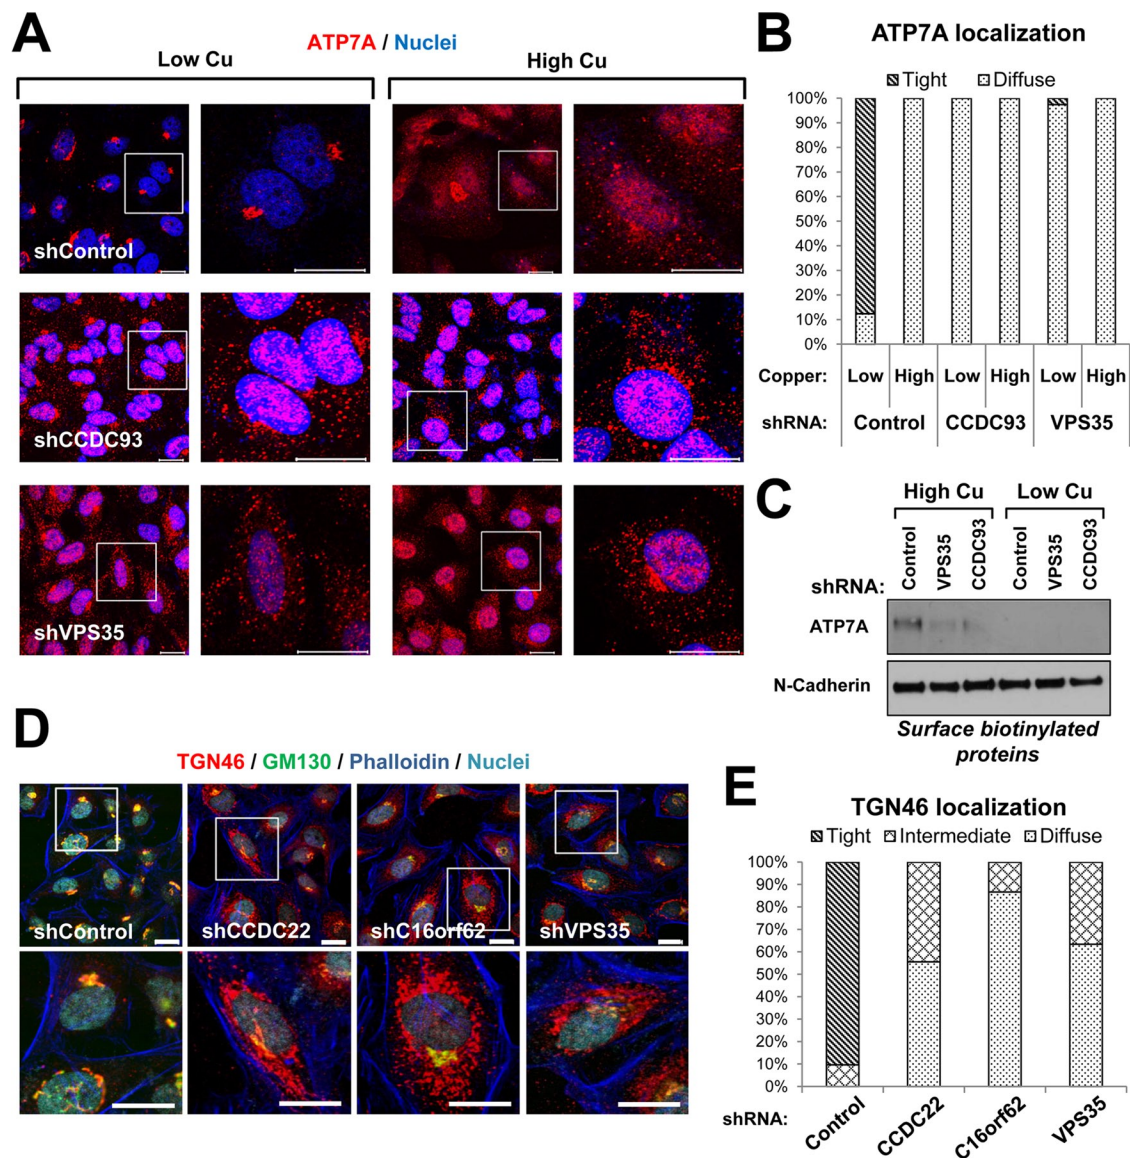 A
ATP7A / Nuclei
Low Cu
High Cu
shControl
shCCDC93
shVPS35
B
ATP7A localization
Tight Diffuse
100%
90%
80%
70%
60%
50%
40%
30%
20%
10%
0%
Copper: Low High Low High Low High
shRNA: Control CCDC93 VPS35
C
High Cu Low Cu
shRNA: Control VPS35 CCDC93 Control VPS35 CCDC93
ATP7A
N-Cadherin
Surface biotinylated
proteins
D
TGN46 / GM130 / Phalloidin / Nuclei
shControl shCCDC22 shC16orf62 shVPS35
E
TGN46 localization
Tight Intermediate Diffuse
100%
90%
80%
70%
60%
50%
40%
30%
20%
10%
0%
shRNA: Control CCDC22 C16orf62 VPS35